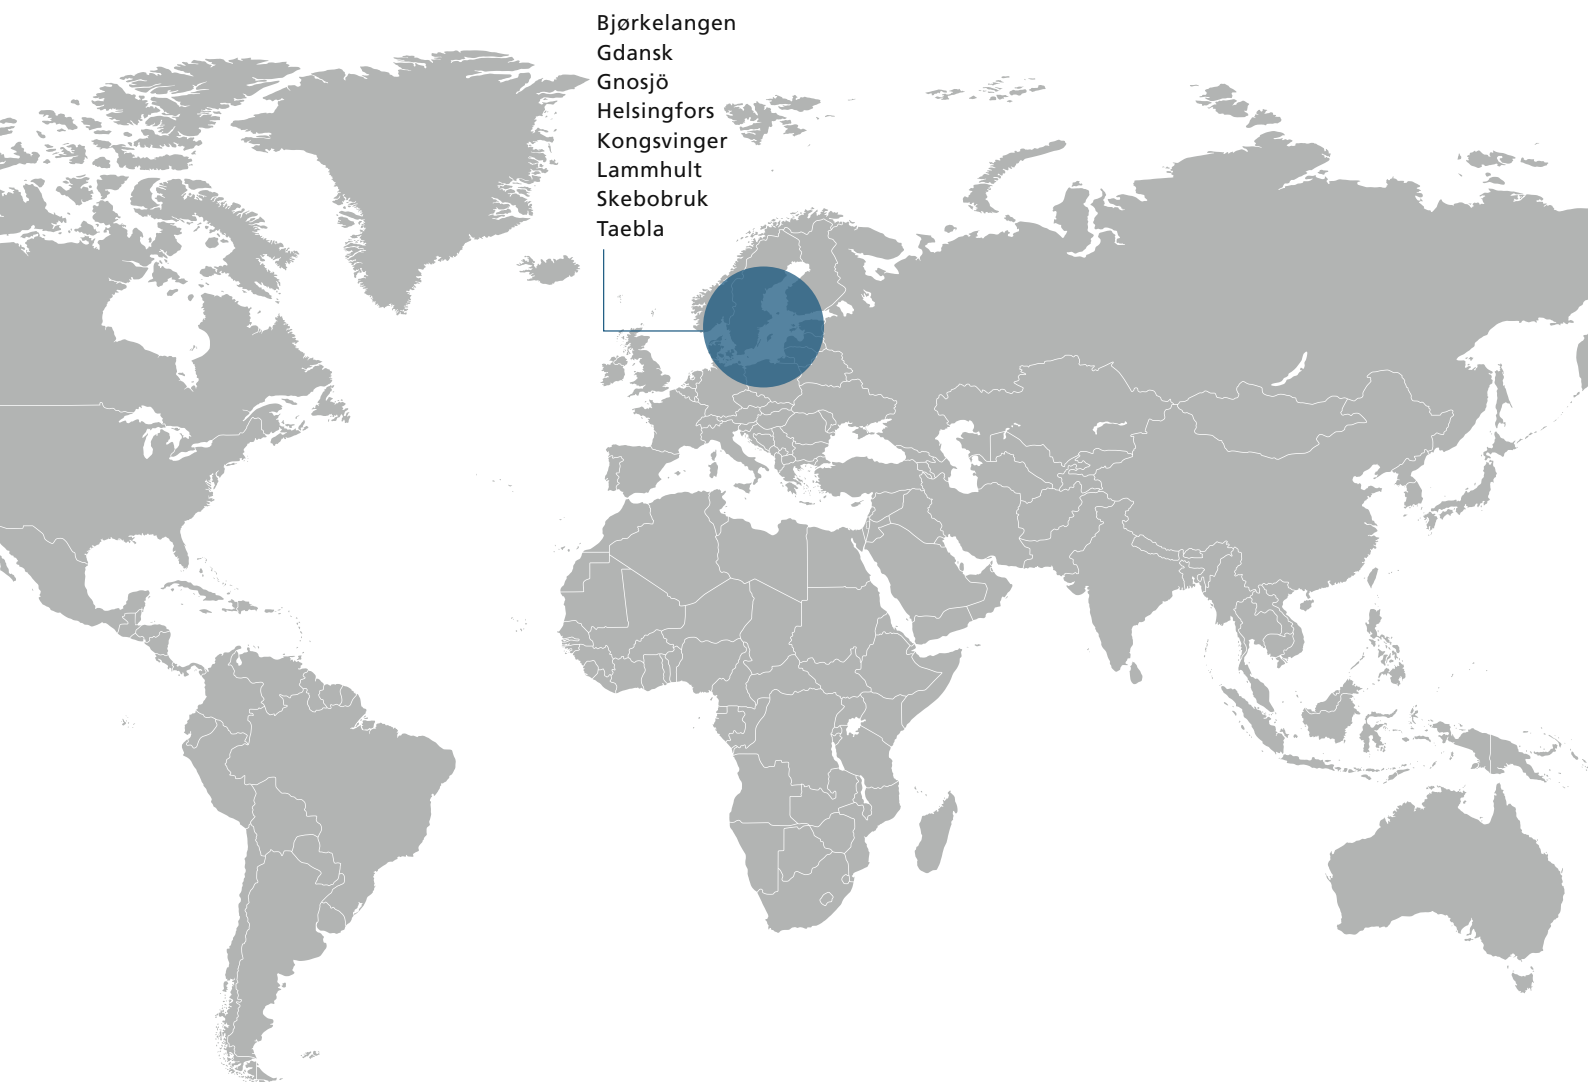 Bjørkelangen
Gdansk
Gnosjö
Helsingfors
Kongsvinger
Lammhult
Skebobruk
Taebla